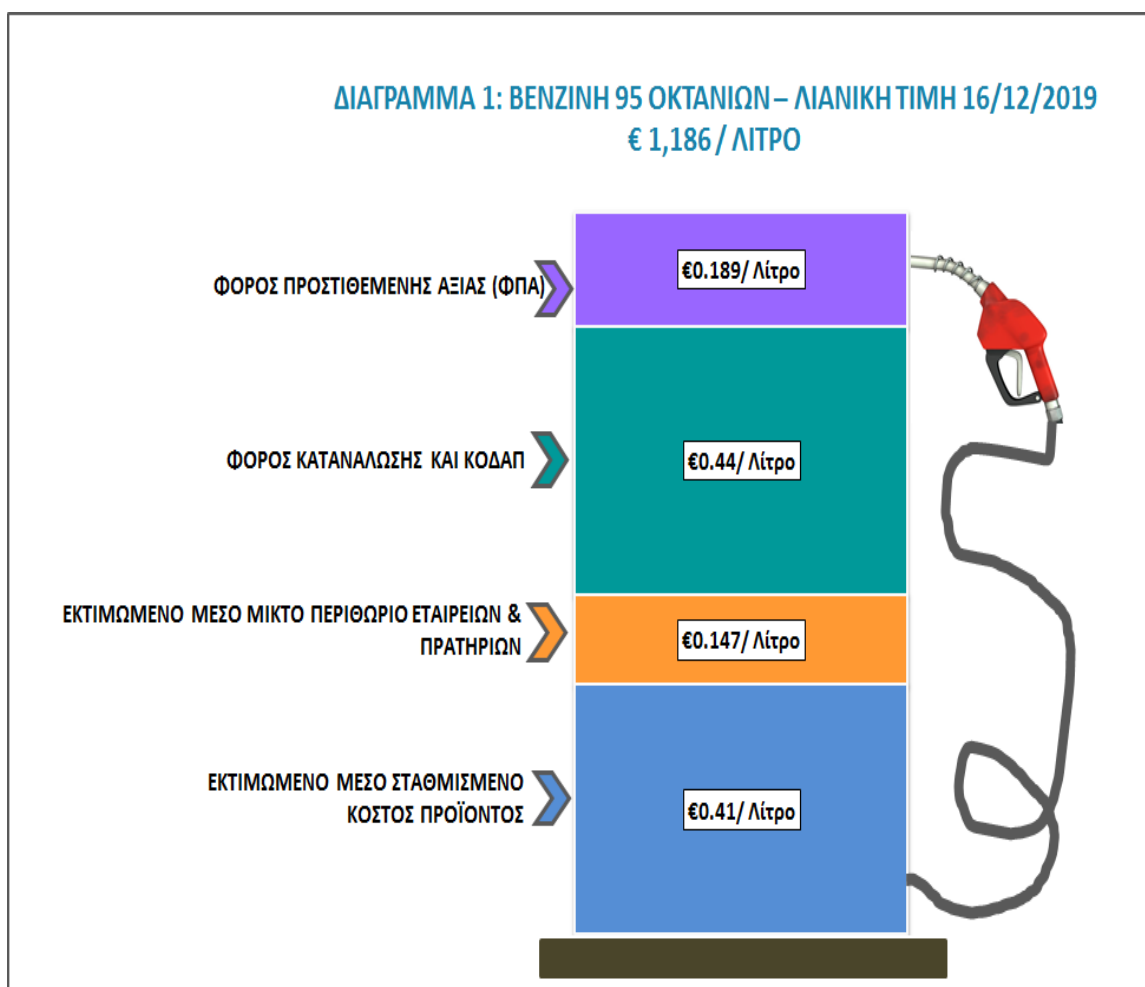 ΔΙΑΓΡΑΜΜΑ 1: ΒΕΝΖΙΝΗ 95 ΟΚΤΑΝΙΩΝ – ΛΙΑΝΙΚΗ ΤΙΜΗ 16/12/2019
€ 1,186 / ΛΙΤΡΟ
ΦΟΡΟΣ ΠΡΟΣΤΙΘΕΜΕΝΗΣ ΑΞΙΑΣ (ΦΠΑ)
€0.189/ Λίτρο
ΦΟΡΟΣ ΚΑΤΑΝΑΛΩΣΗΣ ΚΑΙ ΚΟΔΑΠ
€0.44/ Λίτρο
ΕΚΤΙΜΩΜΕΝΟ ΜΕΣΟ ΜΙΚΤΟ ΠΕΡΙΘΩΡΙΟ ΕΤΑΙΡΕΙΩΝ &
ΠΡΑΤΗΡΙΩΝ
€0.147/ Λίτρο
ΕΚΤΙΜΩΜΕΝΟ ΜΕΣΟ ΣΤΑΘΜΙΣΜΕΝΟ
ΚΟΣΤΟΣ ΠΡΟΪΟΝΤΟΣ
€0.41/ Λίτρο